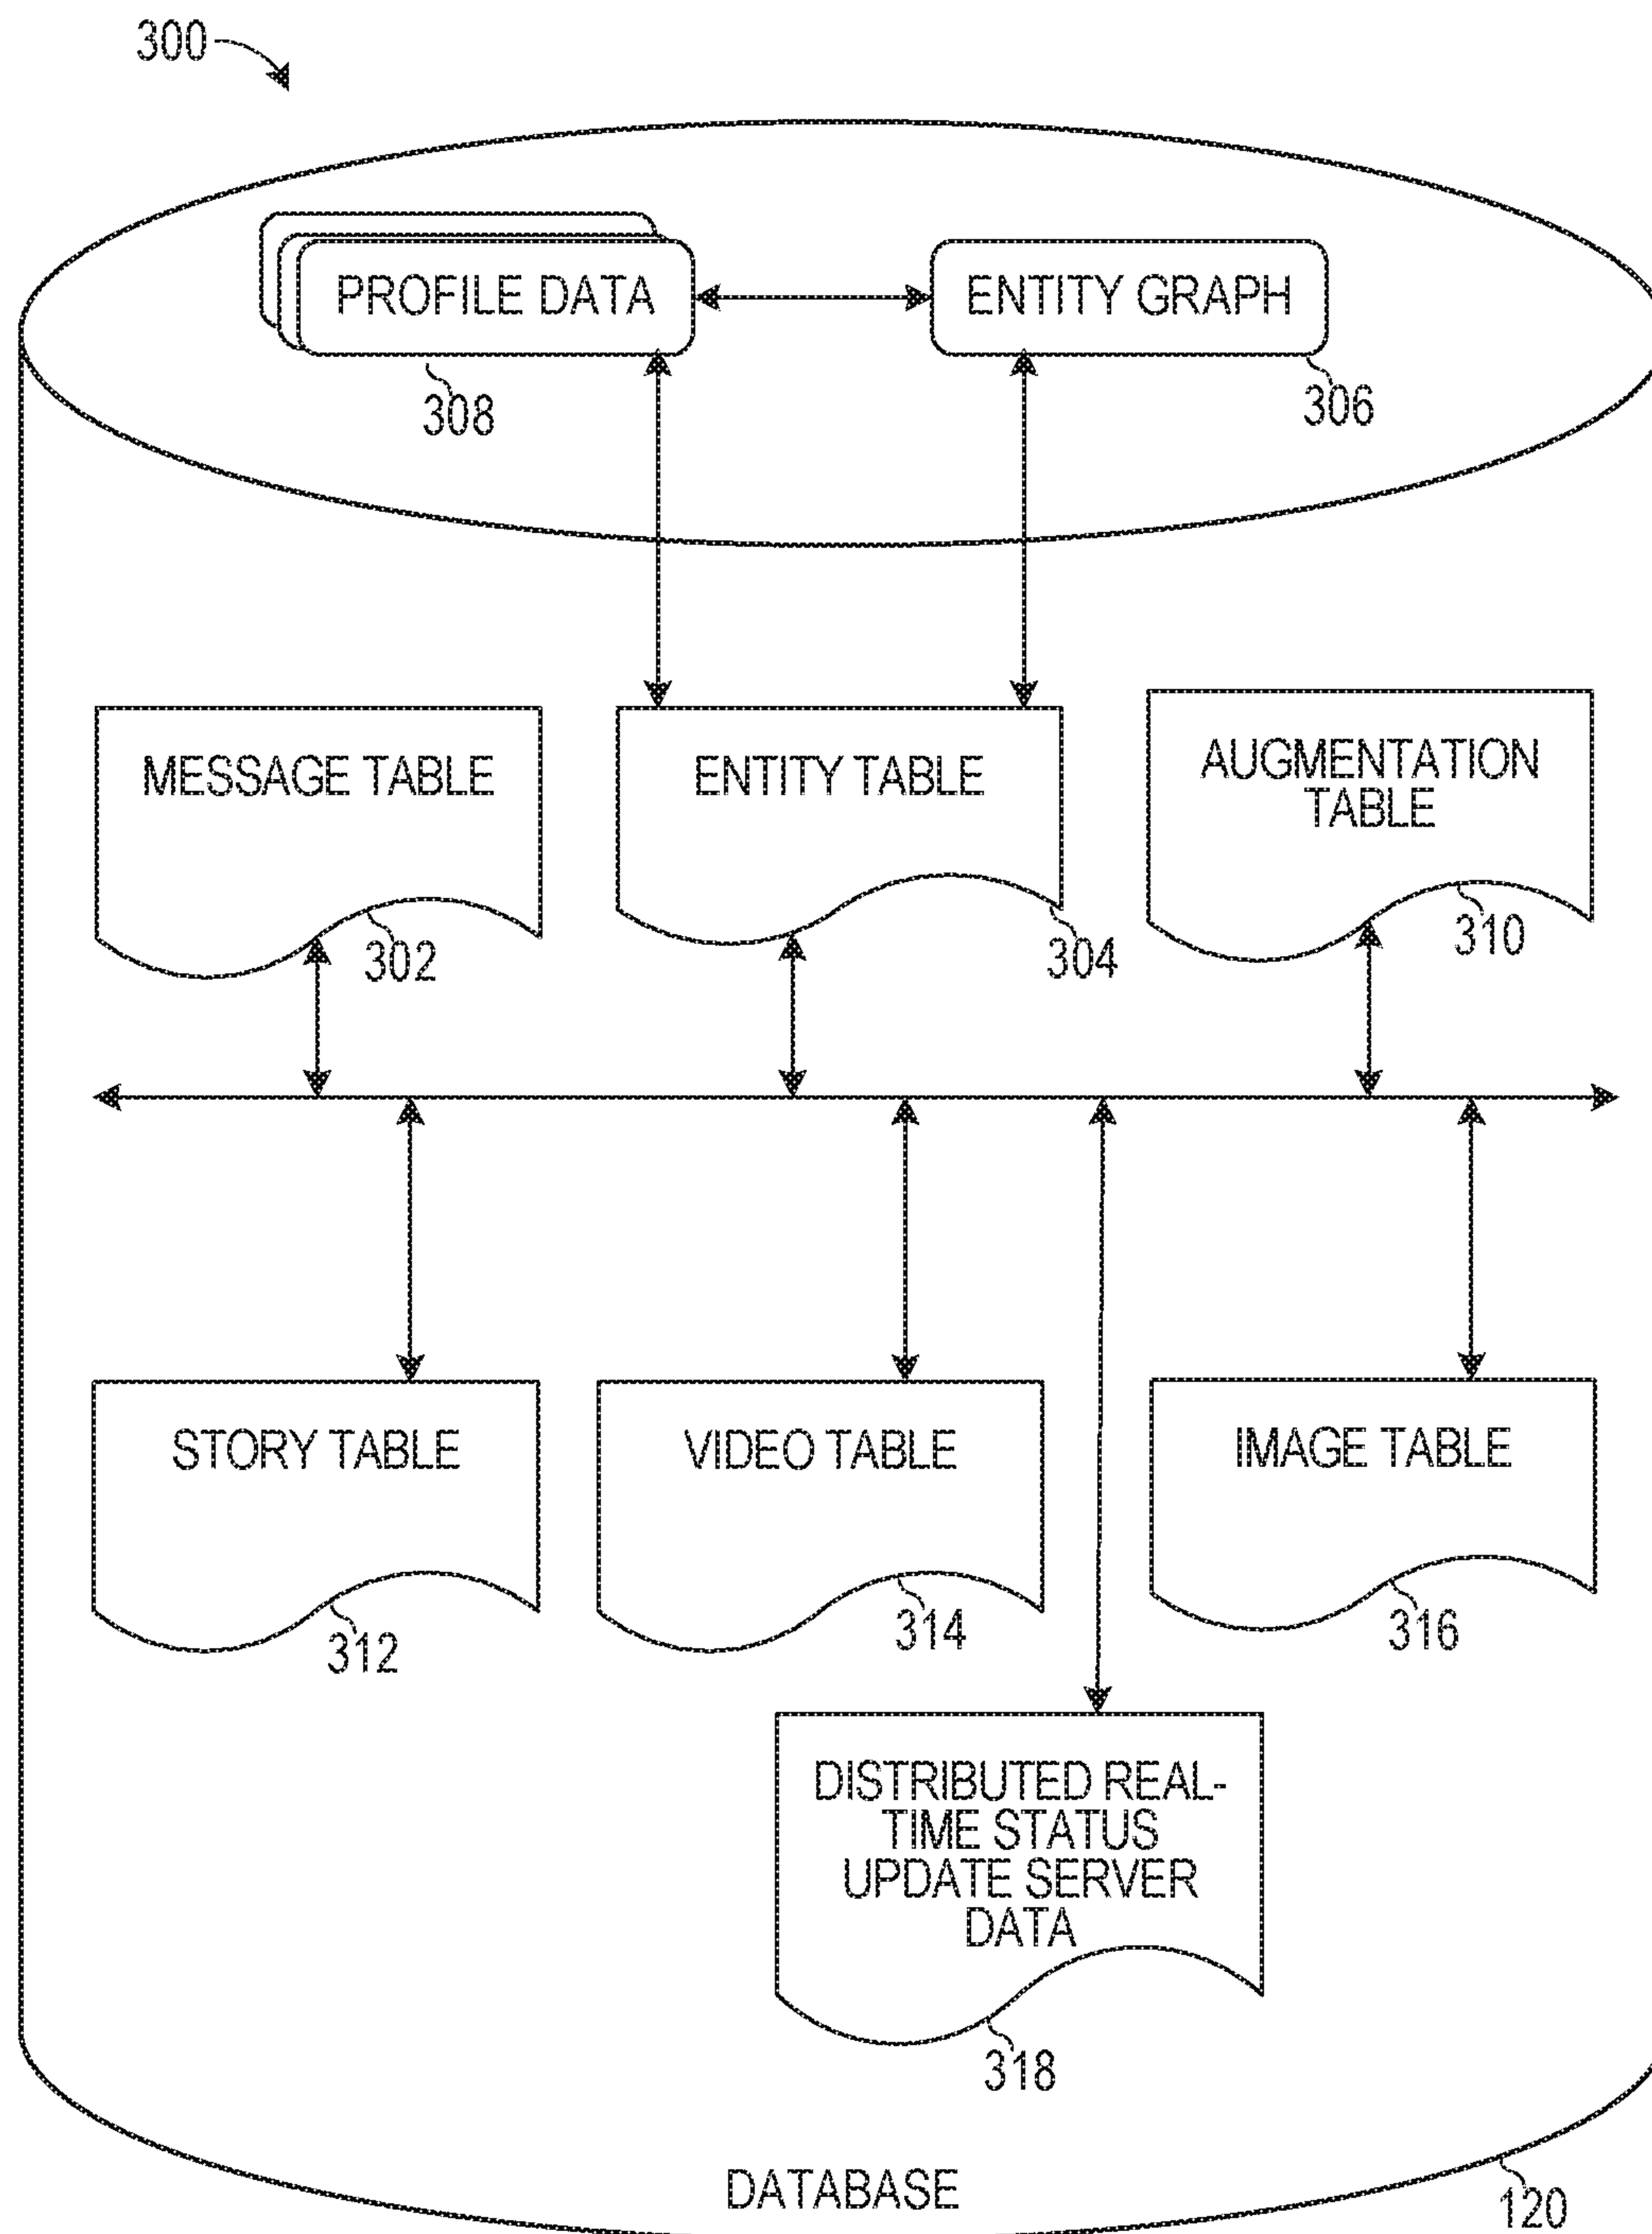 300
PROFILE DATA
ENTITY GRAPH
308
306
MESSAGE TABLE
ENTITY TABLE
AUGMENTATION
TABLE
302
304
310
STORY TABLE
VIDEO TABLE
IMAGE TABLE
312
314
316
DISTRIBUTED REAL-
TIME STATUS
UPDATE SERVER
DATA
318
DATABASE
120